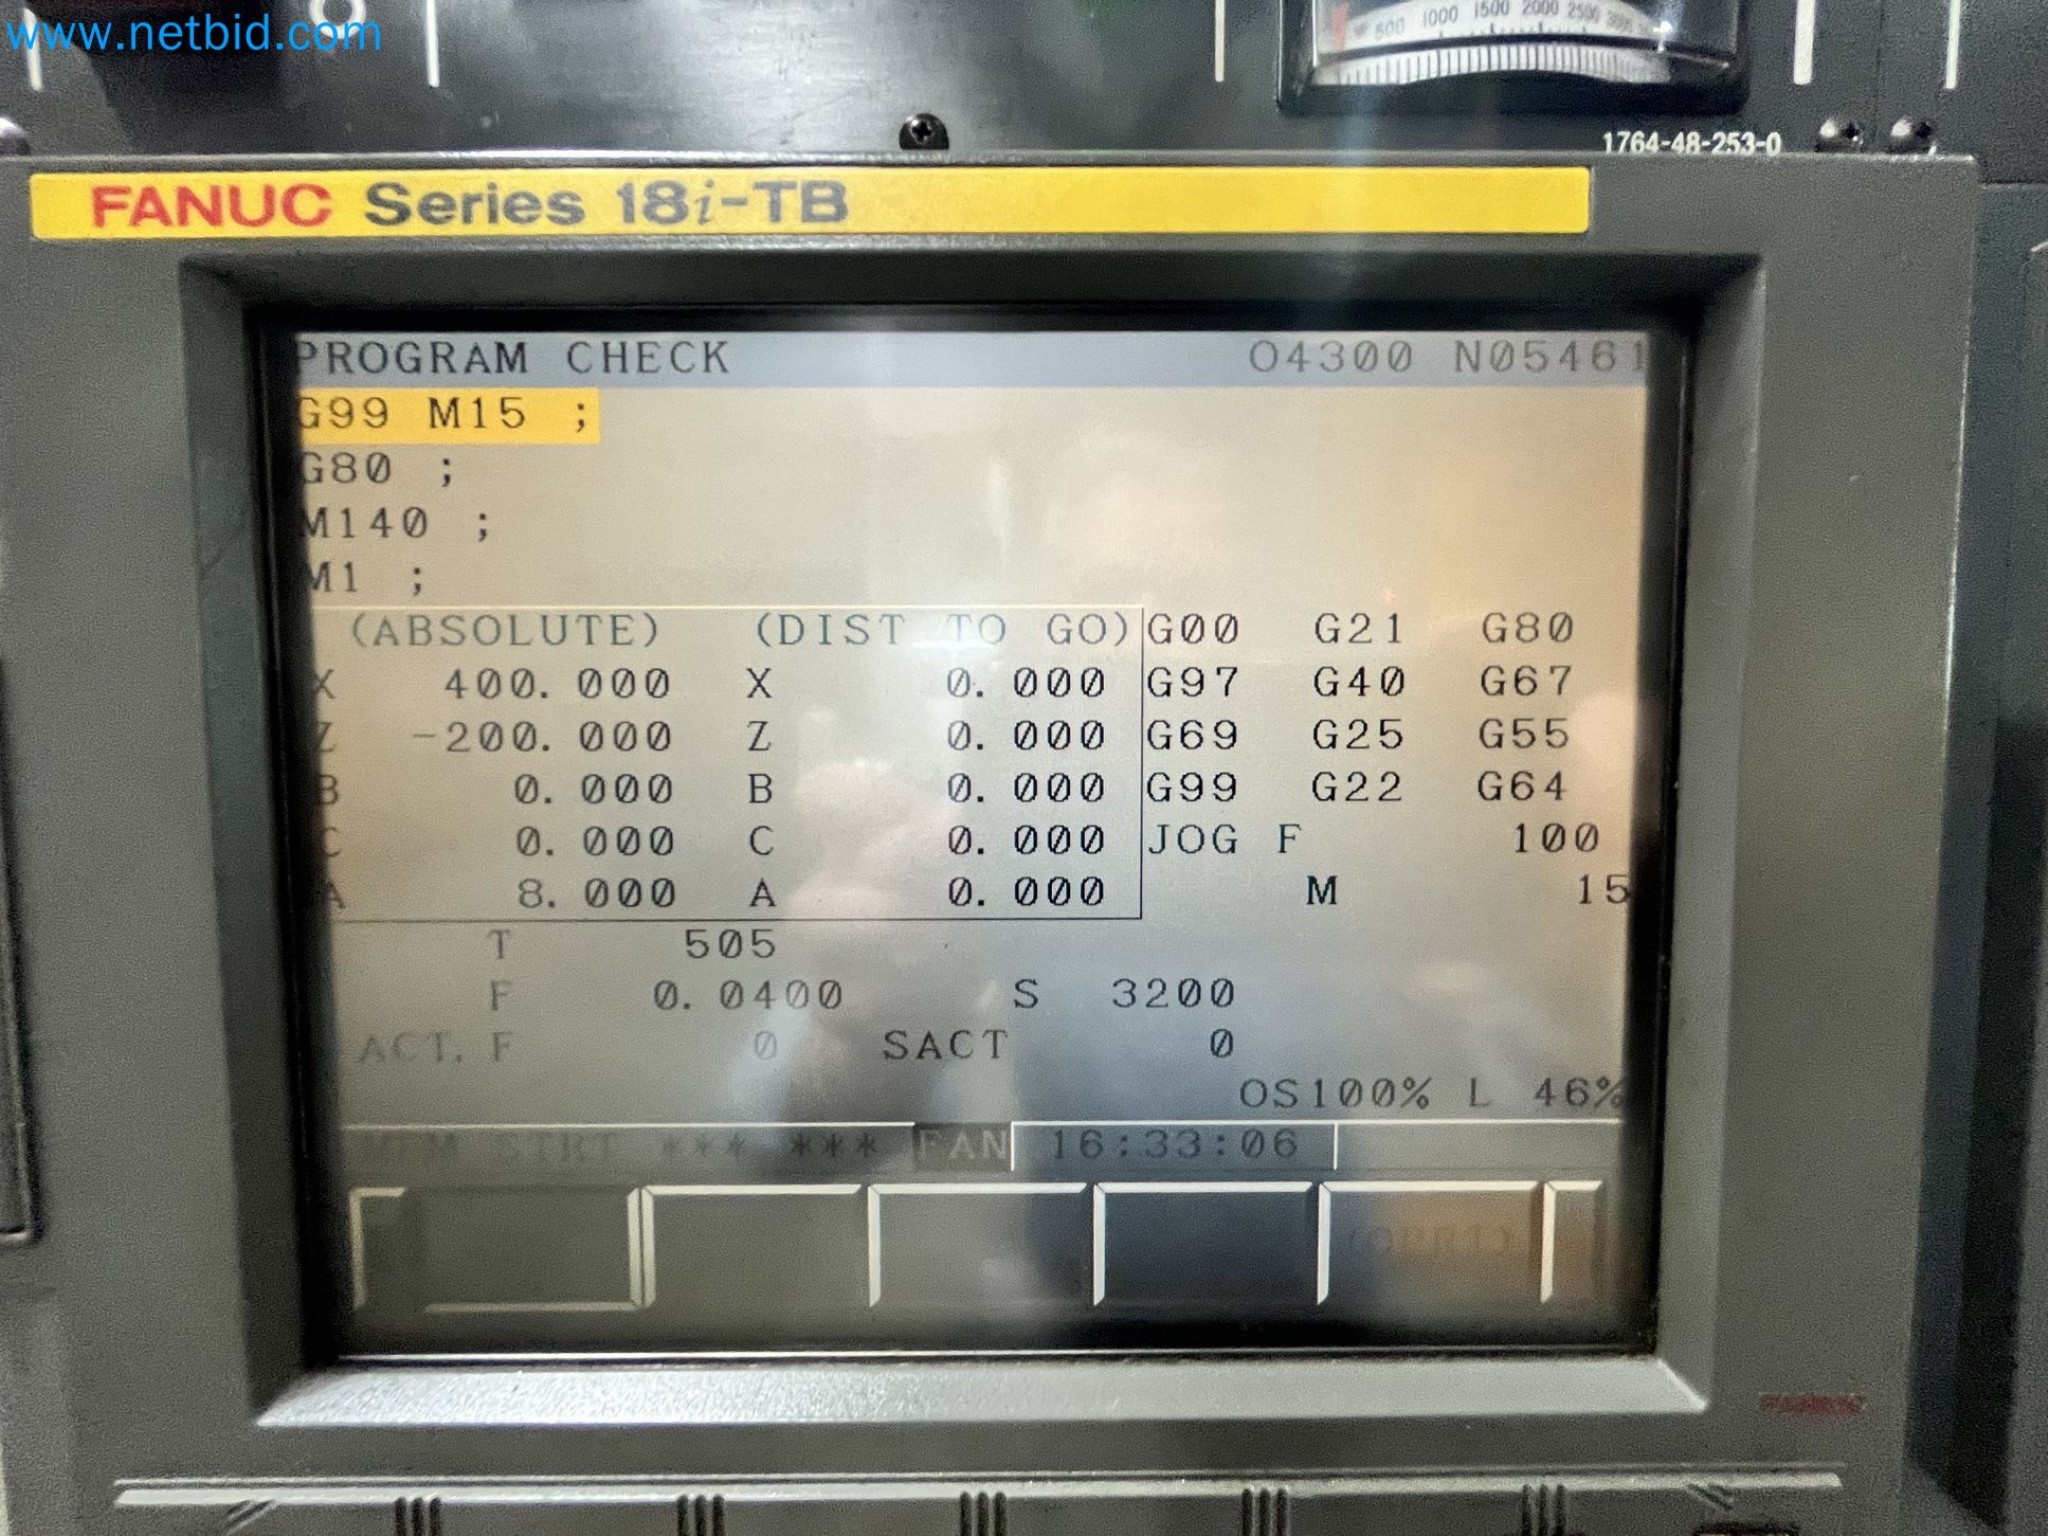 www.netbid.com
500 1000 1500 2000 2500 3000
1764-48-253-0
FANUC Series 18i-TB
PROGRAM CHECK O4300 N05461
G99 M15 ;
G80 ;
M140 ;
M1 ;
(ABSOLUTE) (DIST TO GO) G00 G21 G80
X 400.000 X 0.000 G97 G40 G67
Z -200.000 Z 0.000 G69 G25 G55
B 0.000 B 0.000 G99 G22 G64
C 0.000 C 0.000 JOG F 100
A 8.000 A 0.000 M 15
T 505
F 0.0400 S 3200
ACT. F 0 SACT 0
OS100% L 46%
MEM STRT *** *** FAN 16:33:06
(OPRT)